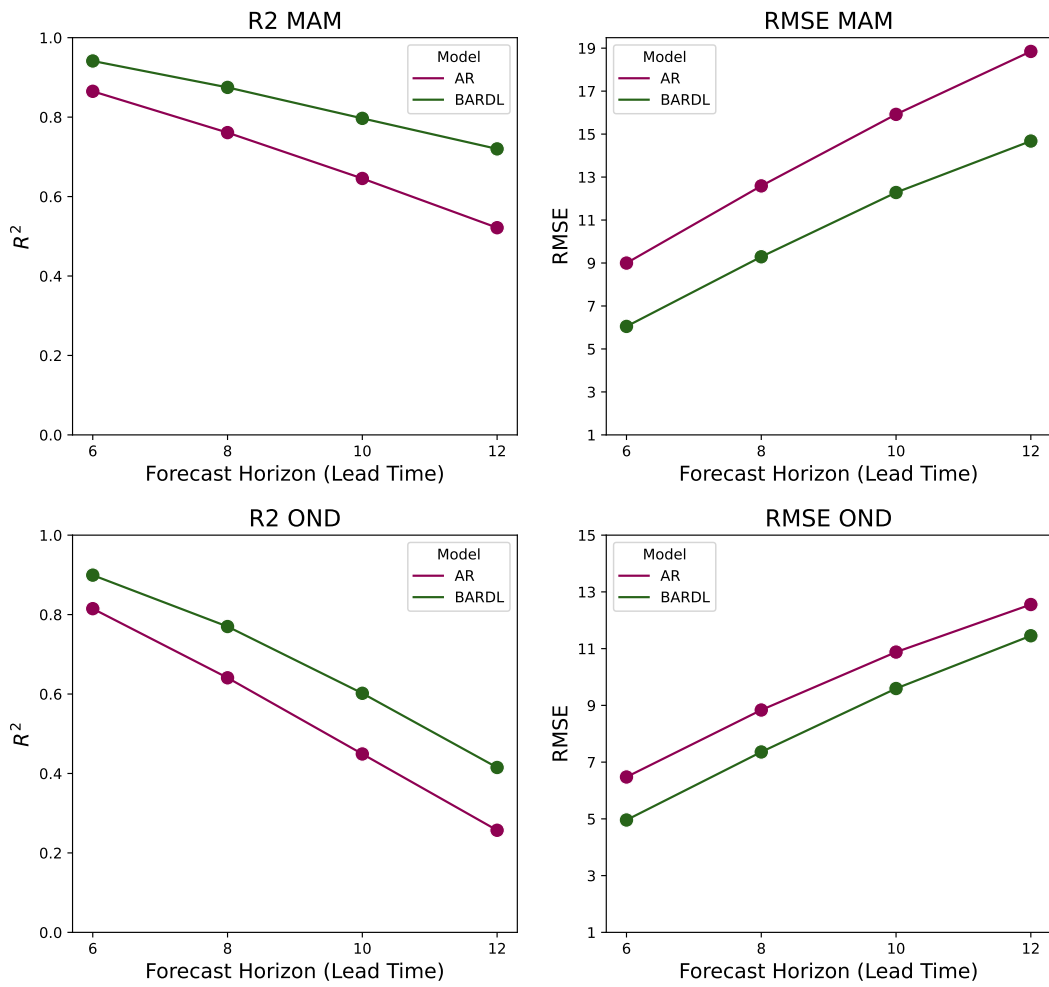 R2 MAM
1.0
0.8
0.6
0.4
0.2
0.0
R²
6 8 10 12
Forecast Horizon (Lead Time)
Model
AR
BARDL
RMSE MAM
19
17
15
13
11
9
7
5
3
1
RMSE
6 8 10 12
Forecast Horizon (Lead Time)
Model
AR
BARDL
R2 OND
1.0
0.8
0.6
0.4
0.2
0.0
R²
6 8 10 12
Forecast Horizon (Lead Time)
Model
AR
BARDL
RMSE OND
15
13
11
9
7
5
3
1
RMSE
6 8 10 12
Forecast Horizon (Lead Time)
Model
AR
BARDL